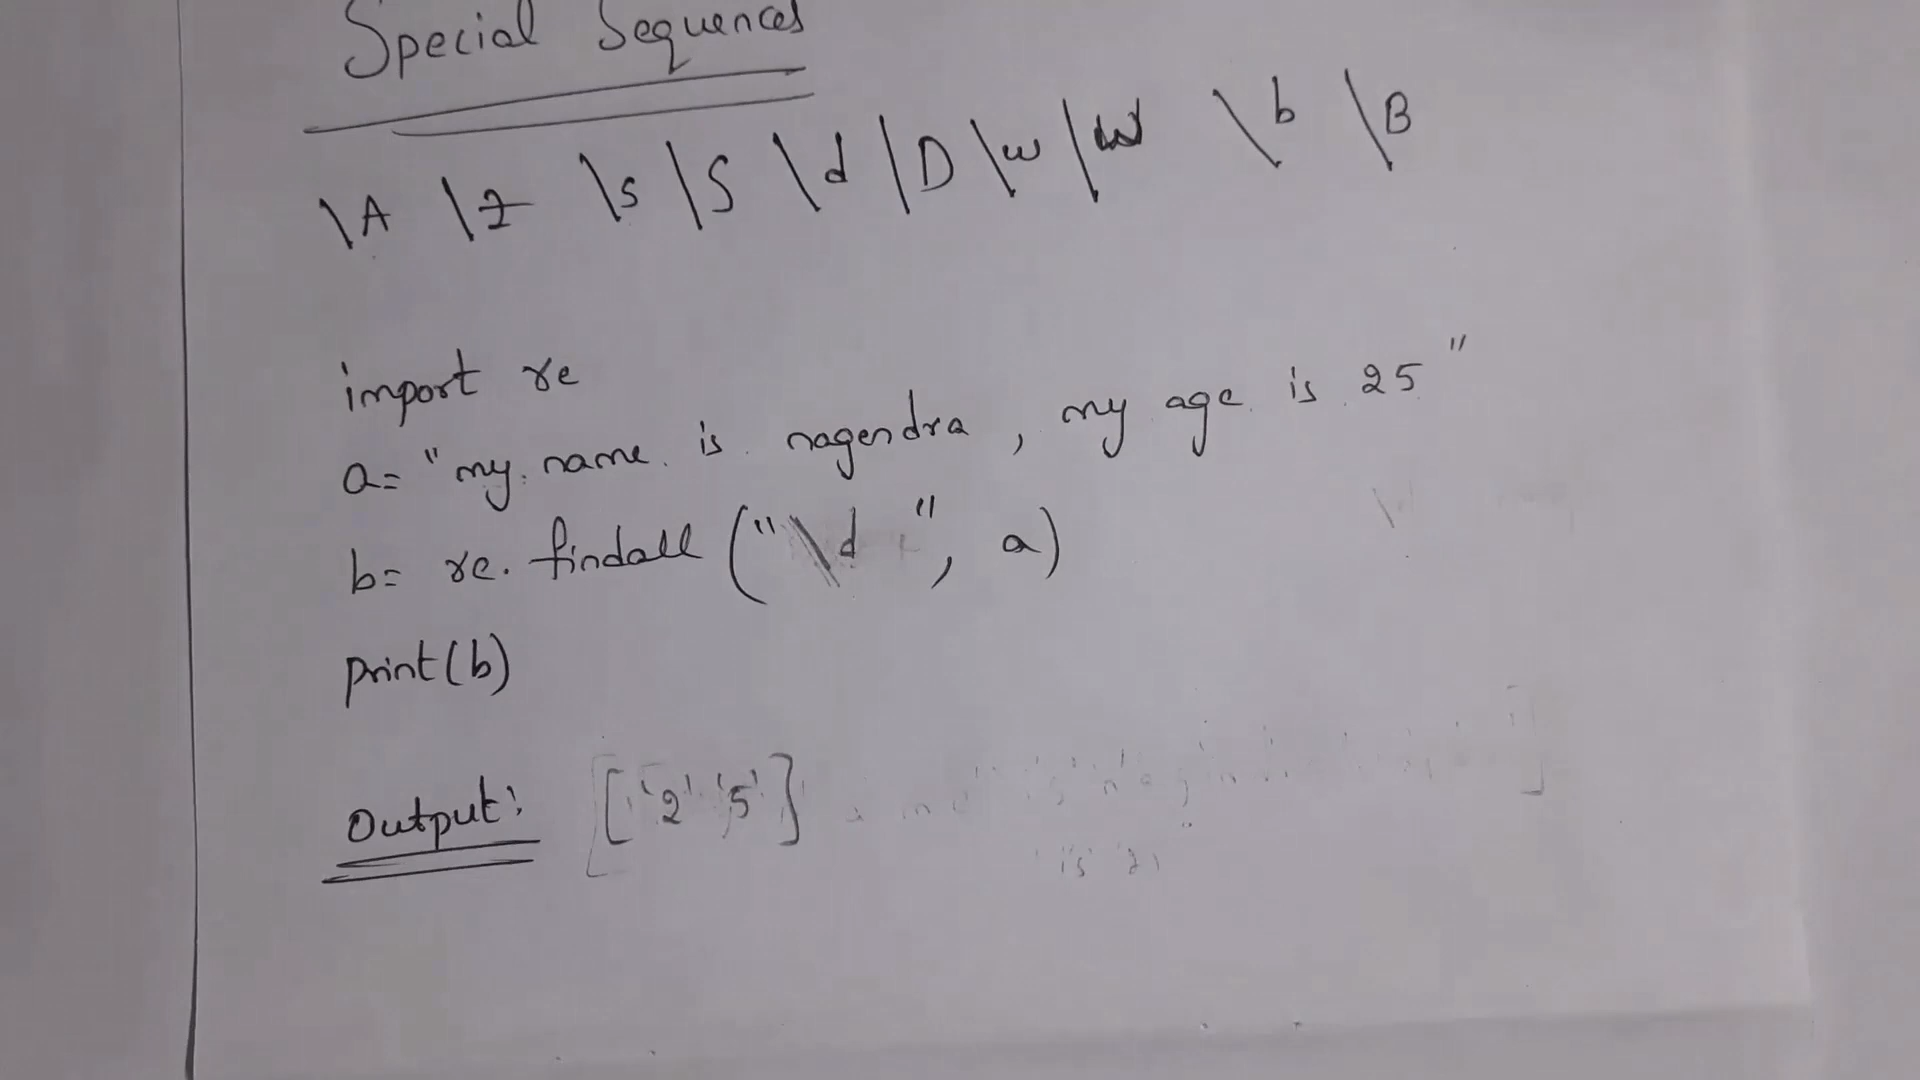 Special Sequences
\A \Z \s \S \d \D \w \W \b \B
import re
a= "my name is nagendra, my age is 25"
b= re.findall("\d", a)
print(b)
Output: ['2' '5']